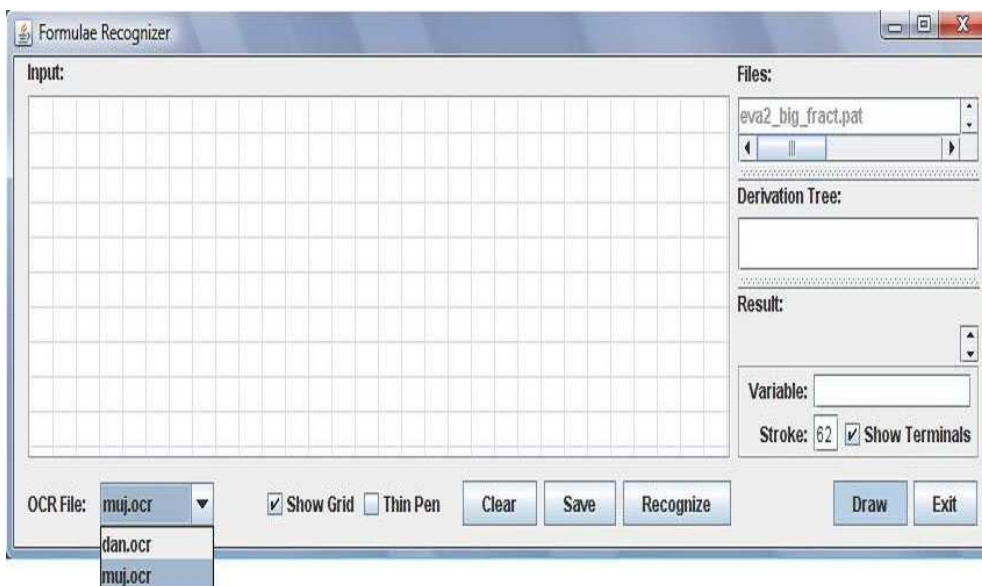 Formulae Recognizer
Input:
Files:
eva2_big_fract.pat
Derivation Tree:
Result:
Variable:
Stroke: 62 Show Terminals
OCR File: muj.ocr Show Grid Thin Pen Clear Save Recognize Draw Exit
dan.ocr
muj.ocr